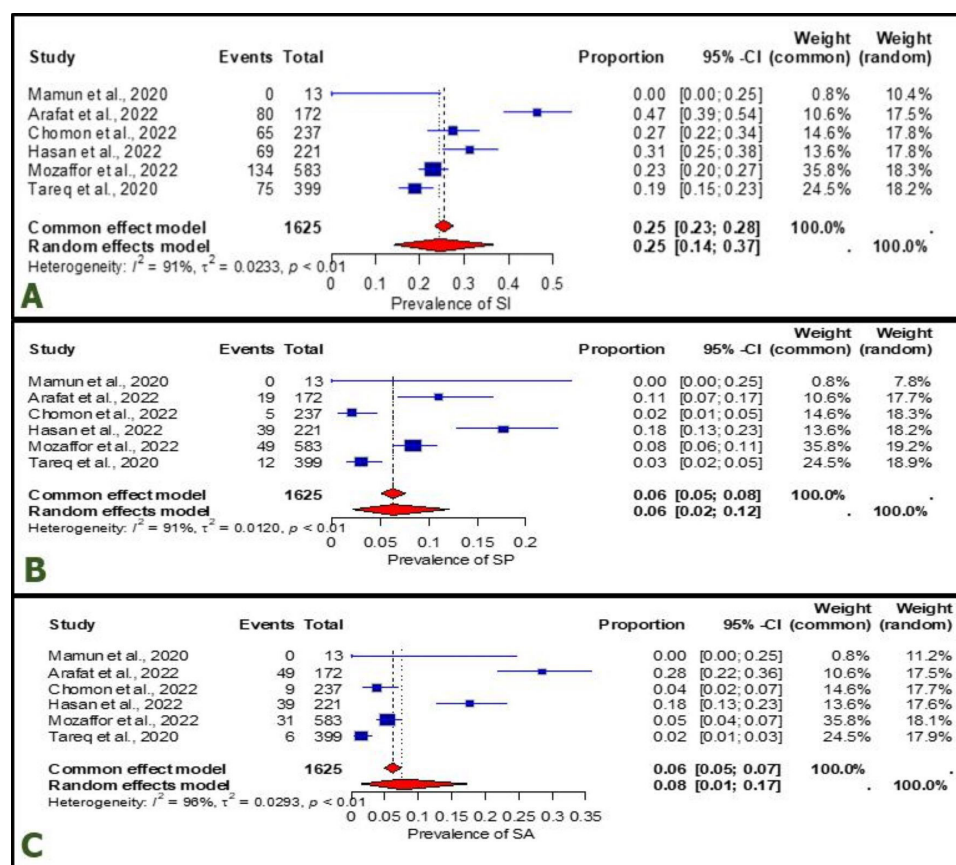 Weight Weight
Study Events Total Proportion 95% -CI (common) (random)
Mamun et al., 2020 0 13 0.00 [0.00; 0.25] 0.8% 10.4%
Arafat et al., 2022 80 172 0.47 [0.39; 0.54] 10.6% 17.5%
Chomon et al., 2022 65 237 0.27 [0.22; 0.34] 14.6% 17.8%
Hasan et al., 2022 69 221 0.31 [0.25; 0.38] 13.6% 17.8%
Mozaffor et al., 2022 134 583 0.23 [0.20; 0.27] 35.8% 18.3%
Tareq et al., 2020 75 399 0.19 [0.15; 0.23] 24.5% 18.2%
Common effect model 1625 0.25 [0.23; 0.28] 100.0% .
Random effects model 0.25 [0.14; 0.37] . 100.0%
Heterogeneity: I² = 91%, τ² = 0.0233, p < 0.01
0 0.1 0.2 0.3 0.4 0.5
Prevalence of SI
A
Weight Weight
Study Events Total Proportion 95% -CI (common) (random)
Mamun et al., 2020 0 13 0.00 [0.00; 0.25] 0.8% 7.8%
Arafat et al., 2022 19 172 0.11 [0.07; 0.17] 10.6% 17.7%
Chomon et al., 2022 5 237 0.02 [0.01; 0.05] 14.6% 18.3%
Hasan et al., 2022 39 221 0.18 [0.13; 0.23] 13.6% 18.2%
Mozaffor et al., 2022 49 583 0.08 [0.06; 0.11] 35.8% 19.2%
Tareq et al., 2020 12 399 0.03 [0.02; 0.05] 24.5% 18.9%
Common effect model 1625 0.06 [0.05; 0.08] 100.0% .
Random effects model 0.06 [0.02; 0.12] . 100.0%
Heterogeneity: I² = 91%, τ² = 0.0120, p < 0.01
0 0.05 0.1 0.15 0.2
Prevalence of SP
B
Weight Weight
Study Events Total Proportion 95% -CI (common) (random)
Mamun et al., 2020 0 13 0.00 [0.00; 0.25] 0.8% 11.2%
Arafat et al., 2022 49 172 0.28 [0.22; 0.36] 10.6% 17.5%
Chomon et al., 2022 9 237 0.04 [0.02; 0.07] 14.6% 17.7%
Hasan et al., 2022 39 221 0.18 [0.13; 0.23] 13.6% 17.6%
Mozaffor et al., 2022 31 583 0.05 [0.04; 0.07] 35.8% 18.1%
Tareq et al., 2020 6 399 0.02 [0.01; 0.03] 24.5% 17.9%
Common effect model 1625 0.06 [0.05; 0.07] 100.0% .
Random effects model 0.08 [0.01; 0.17] . 100.0%
Heterogeneity: I² = 96%, τ² = 0.0293, p < 0.01
0 0.05 0.1 0.15 0.2 0.25 0.3 0.35
Prevalence of SA
C